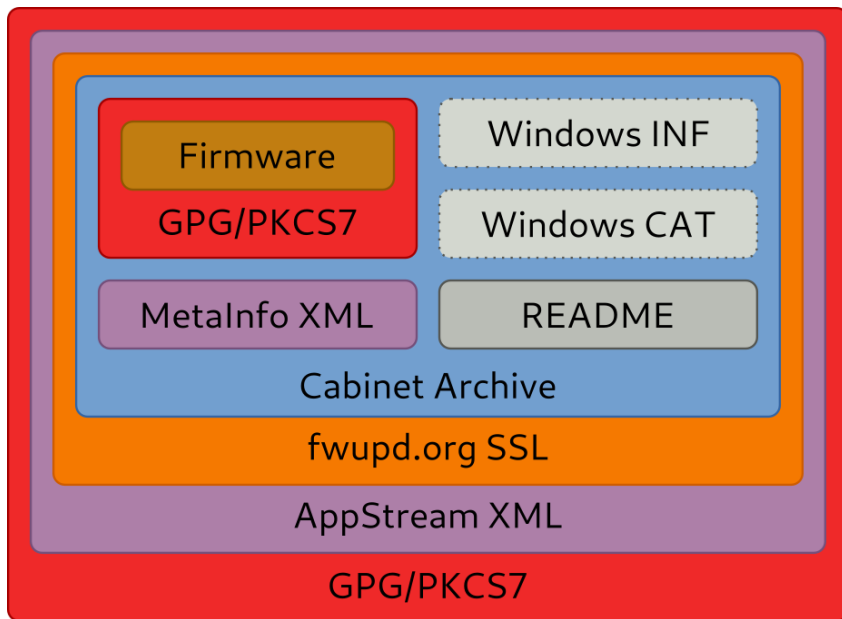 Firmware
GPG/PKCS7
Windows INF
Windows CAT
MetaInfo XML
README
Cabinet Archive
fwupd.org SSL
AppStream XML
GPG/PKCS7